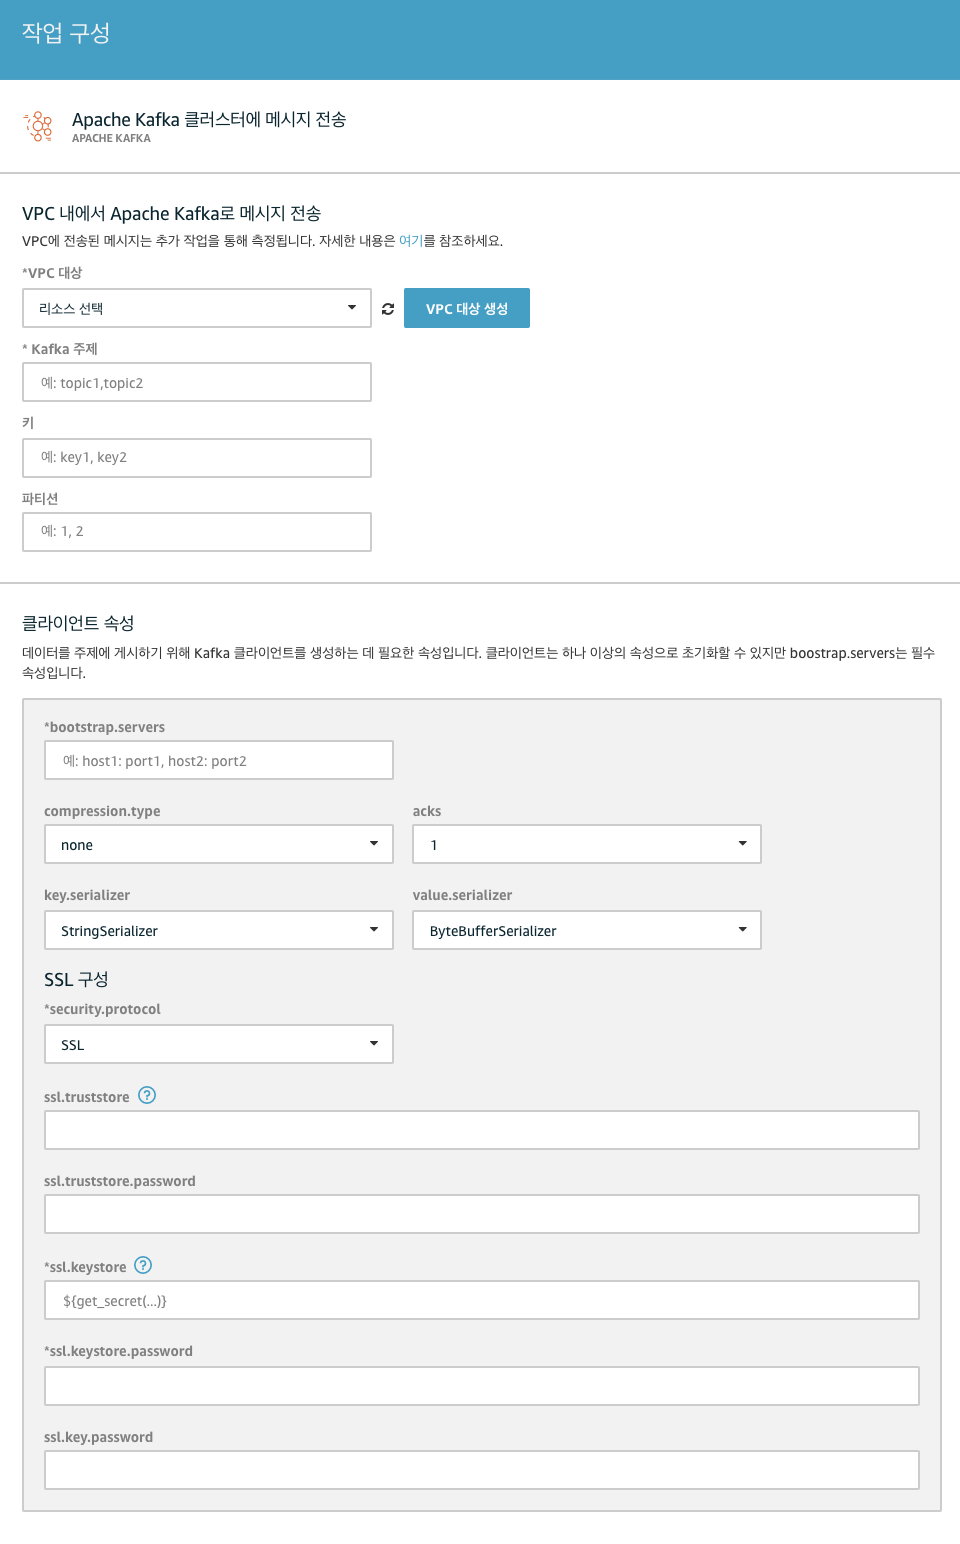 작업 구성
Apache Kafka 클러스터에 메시지 전송
APACHE KAFKA
VPC 내에서 Apache Kafka로 메시지 전송
VPC에 전송된 메시지는 추가 작업을 통해 측정됩니다. 자세한 내용은 여기를 참조하세요.
*VPC 대상
리소스 선택
VPC 대상 생성
* Kafka 주제
예: topic1,topic2
키
예: key1, key2
파티션
예: 1, 2
클라이언트 속성
데이터를 주제에 게시하기 위해 Kafka 클라이언트를 생성하는 데 필요한 속성입니다. 클라이언트는 하나 이상의 속성으로 초기화할 수 있지만 boostrap.servers는 필수
속성입니다.
*bootstrap.servers
예: host1: port1, host2: port2
compression.type acks
none 1
key.serializer value.serializer
StringSerializer ByteBufferSerializer
SSL 구성
*security.protocol
SSL
ssl.truststore ?
ssl.truststore.password
*ssl.keystore ?
${get_secret(...)}
*ssl.keystore.password
ssl.key.password